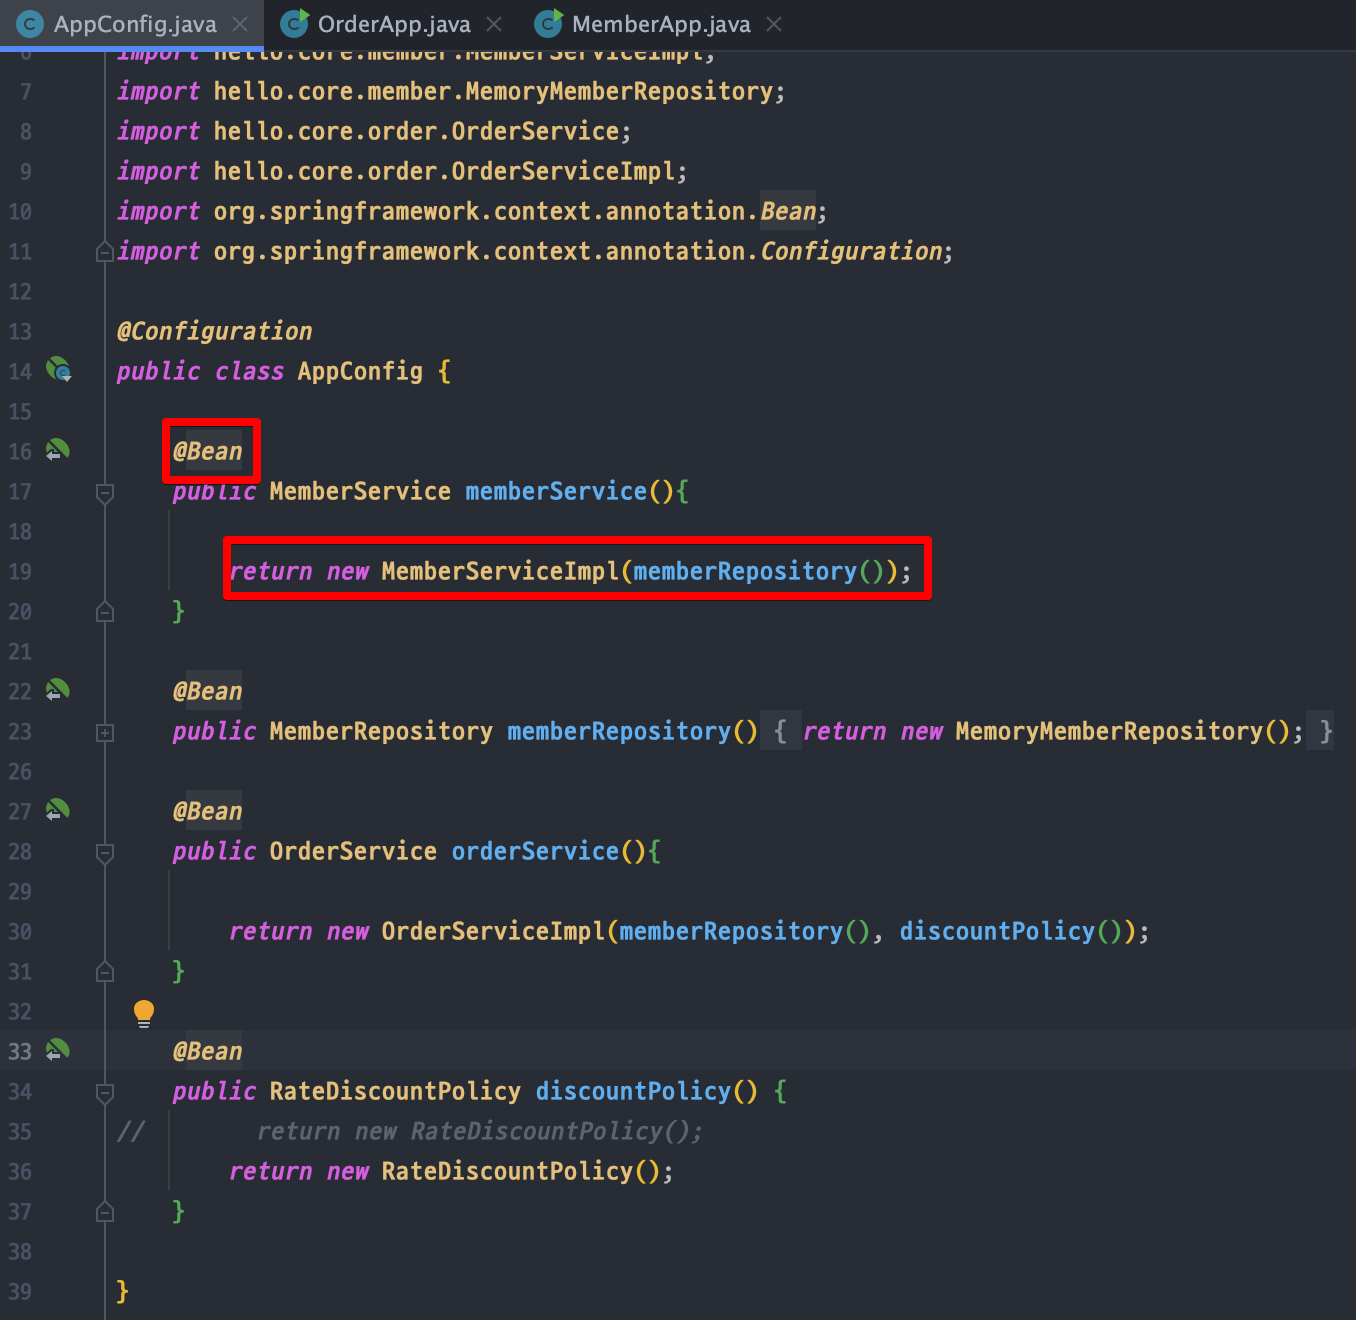 AppConfig.java OrderApp.java MemberApp.java
6 import hello.core.member.MemberServiceImpl;
7 import hello.core.member.MemoryMemberRepository;
8 import hello.core.order.OrderService;
9 import hello.core.order.OrderServiceImpl;
10 import org.springframework.context.annotation.Bean;
11 import org.springframework.context.annotation.Configuration;
12
13 @Configuration
14 public class AppConfig {
15
16 @Bean
17 public MemberService memberService(){
18
19 return new MemberServiceImpl(memberRepository());
20 }
21
22 @Bean
23 public MemberRepository memberRepository() { return new MemoryMemberRepository(); }
26
27 @Bean
28 public OrderService orderService(){
29
30 return new OrderServiceImpl(memberRepository(), discountPolicy());
31 }
32
33 @Bean
34 public RateDiscountPolicy discountPolicy() {
35 // return new RateDiscountPolicy();
36 return new RateDiscountPolicy();
37 }
38
39 }